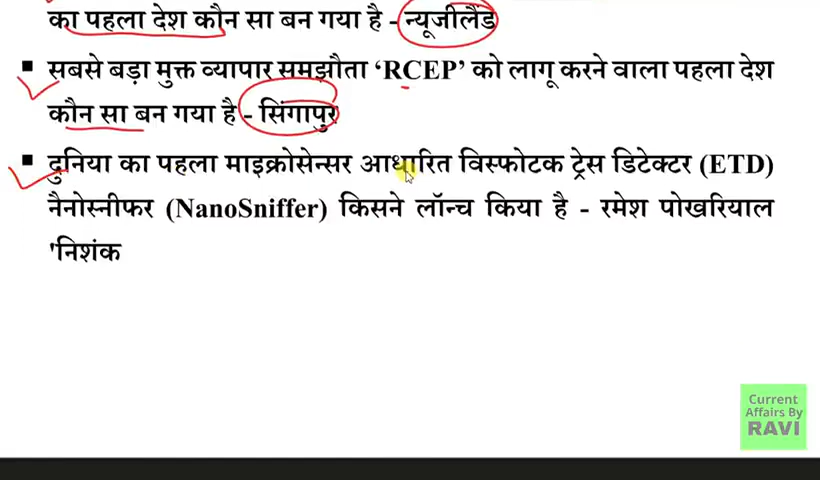 का पहला देश कौन सा बन गया है - न्यूजीलैंड
▪ सबसे बड़ा मुक्त व्यापार समझौता ‘RCEP’ को लागू करने वाला पहला देश
कौन सा बन गया है - सिंगापुर
▪ दुनिया का पहला माइक्रोसेन्सर आधारित विस्फोटक ट्रेस डिटेक्टर (ETD)
नैनोस्नीफर (NanoSniffer) किसने लॉन्च किया है - रमेश पोखरियाल
'निशंक
Current
Affairs By
RAVI